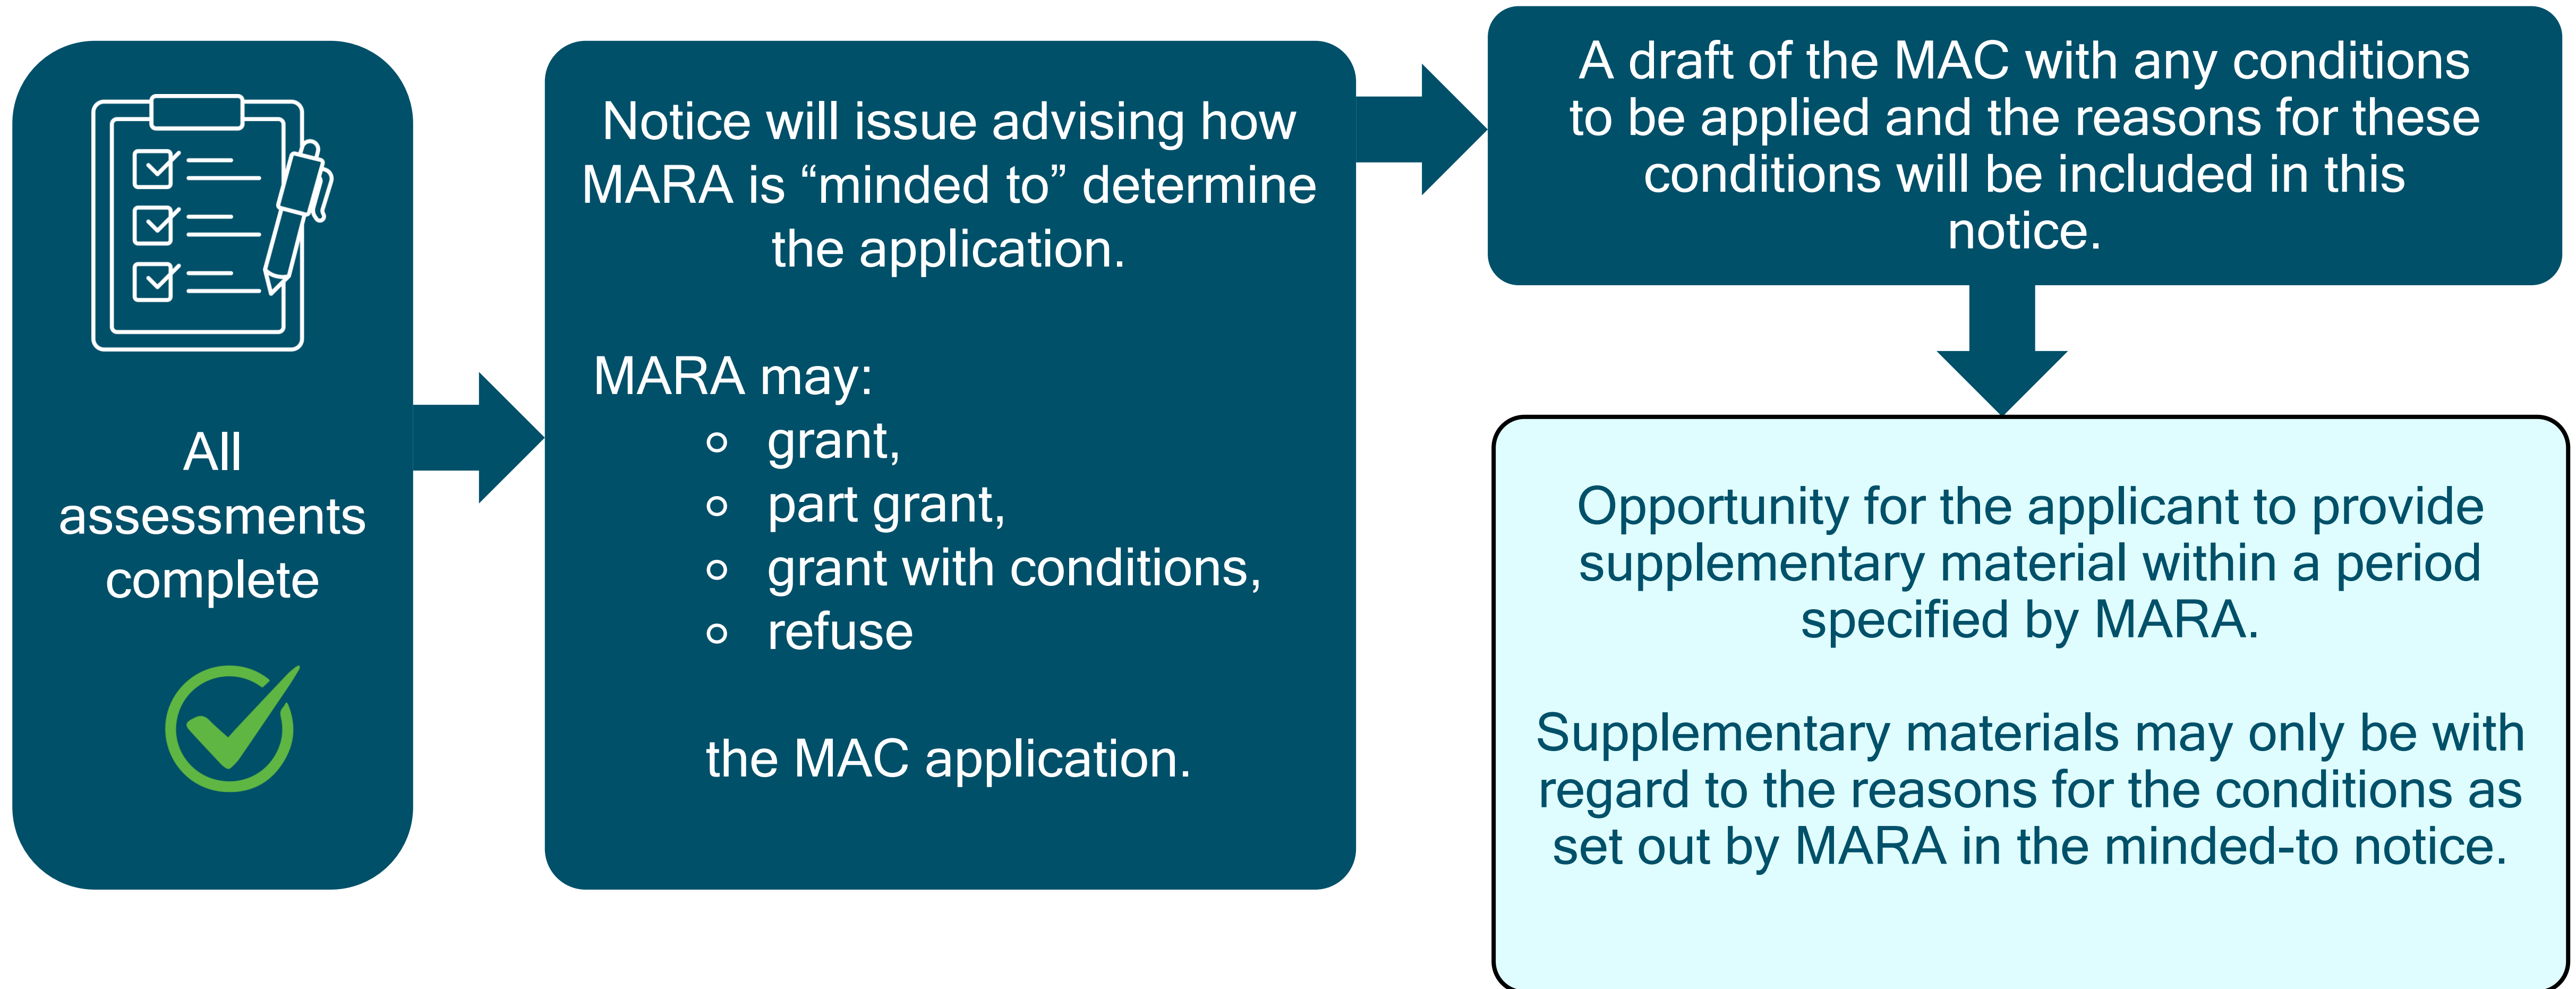 All
assessments
complete
Notice will issue advising how
MARA is “minded to” determine
the application.
MARA may:
○ grant,
○ part grant,
○ grant with conditions,
○ refuse
the MAC application.
A draft of the MAC with any conditions
to be applied and the reasons for these
conditions will be included in this
notice.
Opportunity for the applicant to provide
supplementary material within a period
specified by MARA.
Supplementary materials may only be with
regard to the reasons for the conditions as
set out by MARA in the minded-to notice.